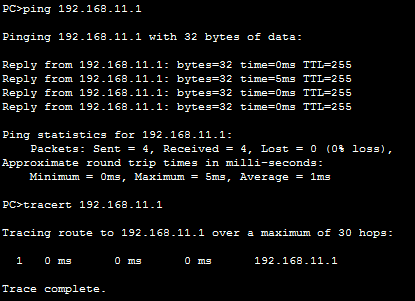 PC>ping 192.168.11.1
Pinging 192.168.11.1 with 32 bytes of data:
Reply from 192.168.11.1: bytes=32 time=0ms TTL=255
Reply from 192.168.11.1: bytes=32 time=5ms TTL=255
Reply from 192.168.11.1: bytes=32 time=0ms TTL=255
Reply from 192.168.11.1: bytes=32 time=0ms TTL=255
Ping statistics for 192.168.11.1:
Packets: Sent = 4, Received = 4, Lost = 0 (0% loss),
Approximate round trip times in milli-seconds:
Minimum = 0ms, Maximum = 5ms, Average = 1ms
PC>tracert 192.168.11.1
Tracing route to 192.168.11.1 over a maximum of 30 hops:
1 0 ms 0 ms 0 ms 192.168.11.1
Trace complete.